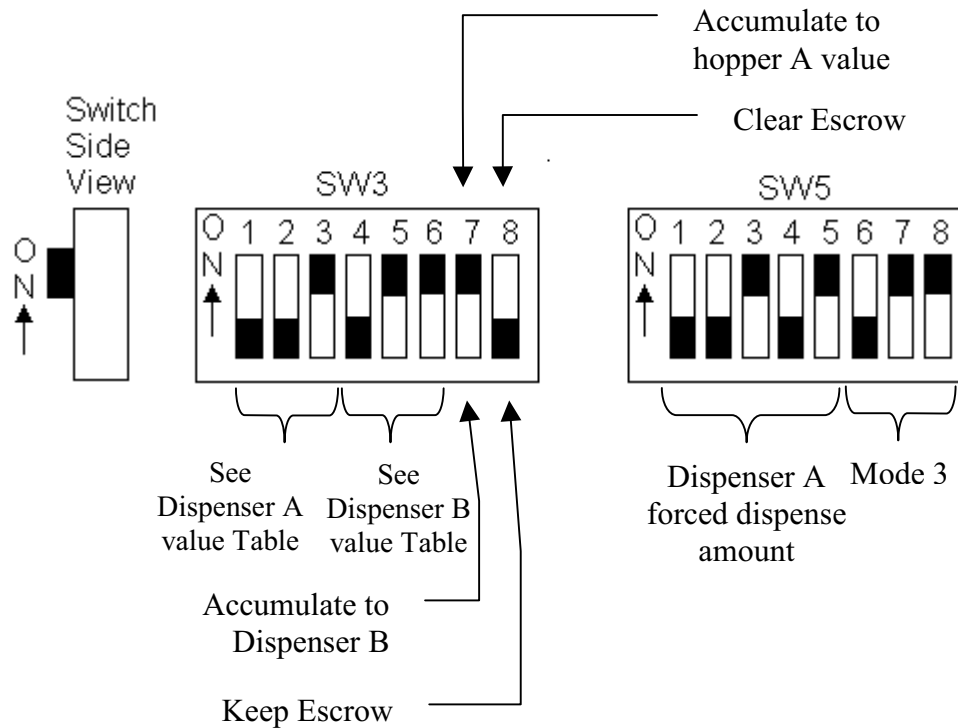 Accumulate to
hopper A value
Clear Escrow
Switch
Side
View
O
N
SW3
O
N
1 2 3 4 5 6 7 8
SW5
O
N
1 2 3 4 5 6 7 8
See
Dispenser A
value Table
See
Dispenser B
value Table
Dispenser A
forced dispense
amount
Mode 3
Accumulate to
Dispenser B
Keep Escrow